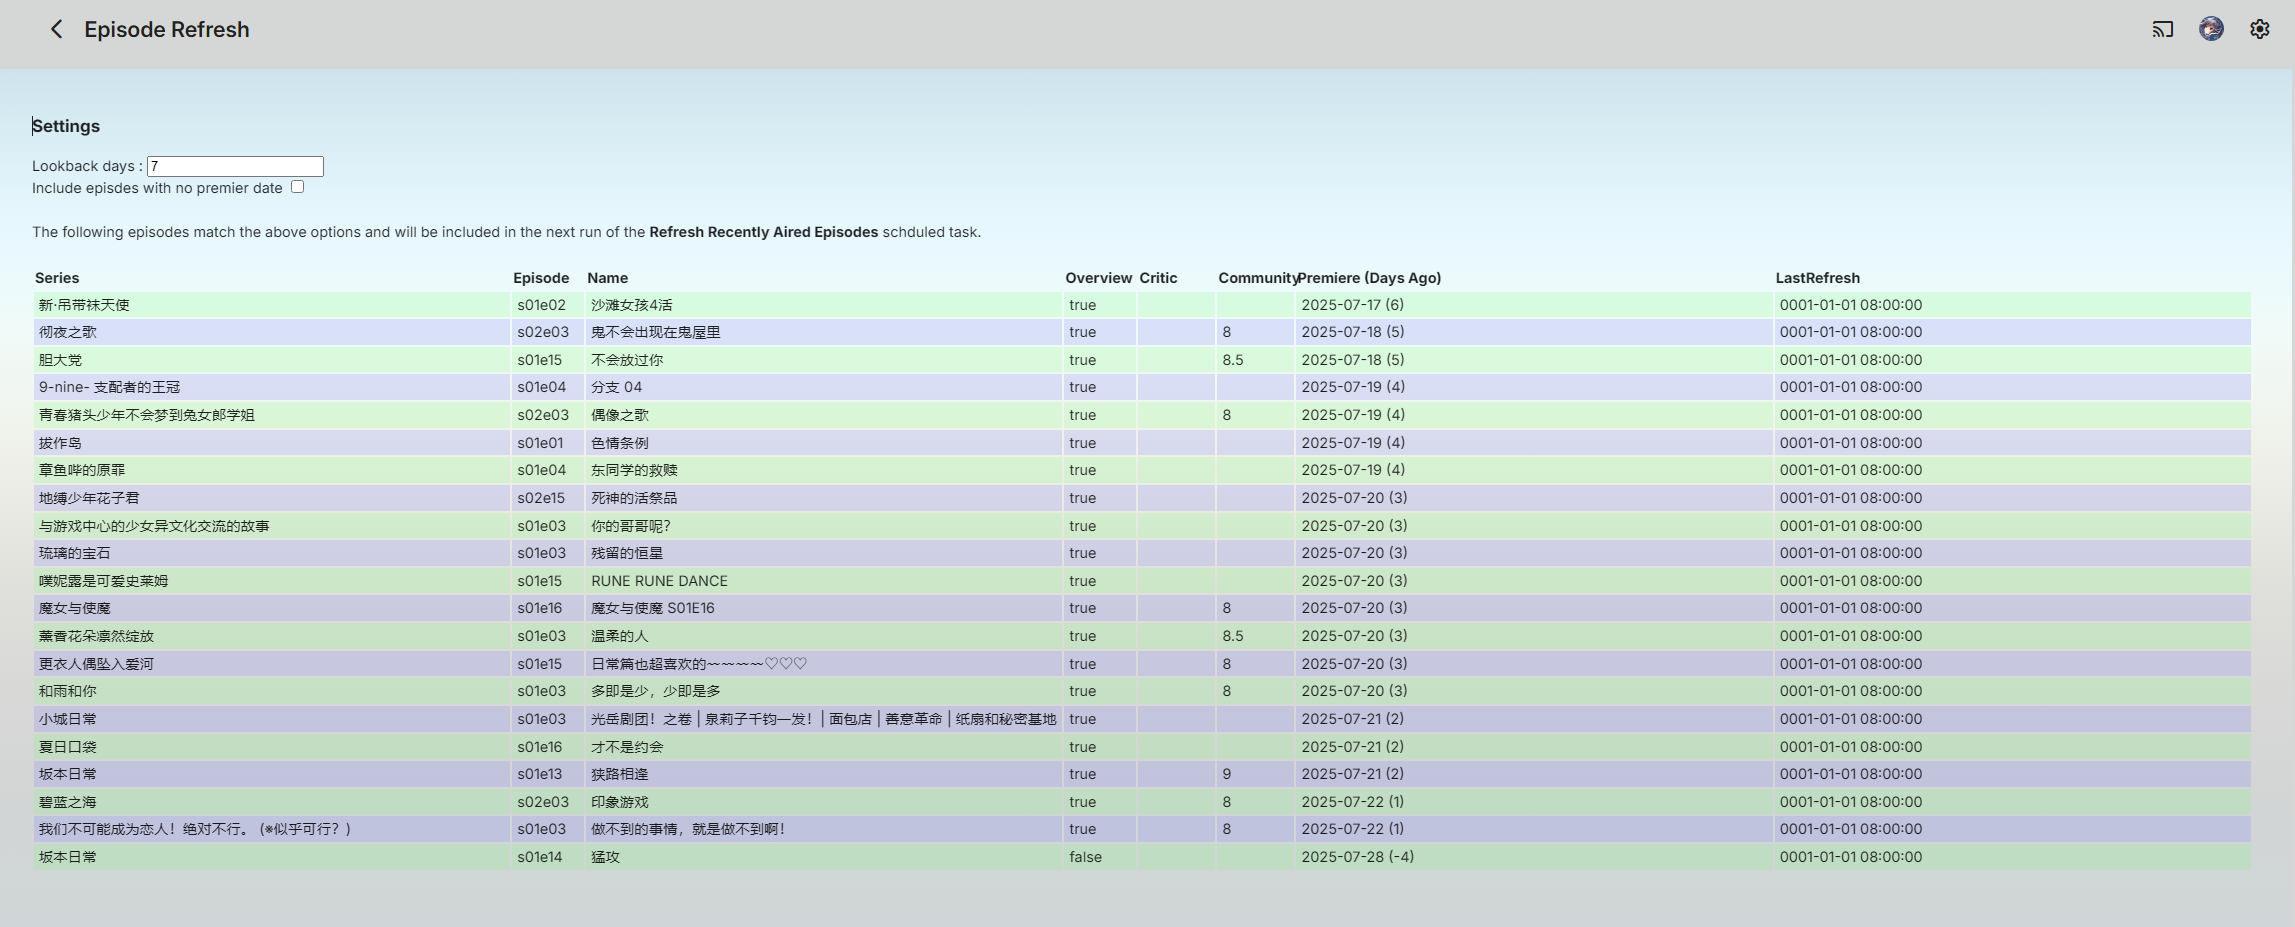 Episode Refresh
Settings
Lookback days : 7
Include episdes with no premier date
The following episodes match the above options and will be included in the next run of the Refresh Recently Aired Episodes schduled task.
Series Episode Name Overview Critic Community Premiere (Days Ago) LastRefresh
新·吊带袜天使 s01e02 沙滩女孩4活 true 2025-07-17 (6) 0001-01-01 08:00:00
彻夜之歌 s02e03 鬼不会出现在鬼屋里 true 8 2025-07-18 (5) 0001-01-01 08:00:00
胆大党 s01e15 不会放过你 true 8.5 2025-07-18 (5) 0001-01-01 08:00:00
9-nine- 支配者的王冠 s01e04 分支 04 true 2025-07-19 (4) 0001-01-01 08:00:00
青春猪头少年不会梦到兔女郎学姐 s02e03 偶像之歌 true 8 2025-07-19 (4) 0001-01-01 08:00:00
拔作岛 s01e01 色情条例 true 2025-07-19 (4) 0001-01-01 08:00:00
章鱼哔的原罪 s01e04 东同学的救赎 true 2025-07-19 (4) 0001-01-01 08:00:00
地缚少年花子君 s02e15 死神的活祭品 true 2025-07-20 (3) 0001-01-01 08:00:00
与游戏中心的少女异文化交流的故事 s01e03 你的哥哥呢？ true 2025-07-20 (3) 0001-01-01 08:00:00
琉璃的宝石 s01e03 残留的恒星 true 2025-07-20 (3) 0001-01-01 08:00:00
噗妮露是可爱史莱姆 s01e15 RUNE RUNE DANCE true 2025-07-20 (3) 0001-01-01 08:00:00
魔女与使魔 s01e16 魔女与使魔 S01E16 true 8 2025-07-20 (3) 0001-01-01 08:00:00
薰香花朵凛然绽放 s01e03 温柔的人 true 8.5 2025-07-20 (3) 0001-01-01 08:00:00
更衣人偶坠入爱河 s01e15 日常篇也超喜欢的~~~~♡♡♡ true 8 2025-07-20 (3) 0001-01-01 08:00:00
和雨和你 s01e03 多即是少，少即是多 true 8 2025-07-20 (3) 0001-01-01 08:00:00
小城日常 s01e03 光岳剧团！之卷 | 泉莉子千钧一发！| 面包店 | 善意革命 | 纸扇和秘密基地 true 2025-07-21 (2) 0001-01-01 08:00:00
夏日口袋 s01e16 才不是约会 true 2025-07-21 (2) 0001-01-01 08:00:00
坂本日常 s01e13 狭路相逢 true 9 2025-07-21 (2) 0001-01-01 08:00:00
碧蓝之海 s02e03 印象游戏 true 8 2025-07-22 (1) 0001-01-01 08:00:00
我们不可能成为恋人！绝对不行。 (※似乎可行？) s01e03 做不到的事情，就是做不到啊！ true 8 2025-07-22 (1) 0001-01-01 08:00:00
坂本日常 s01e14 猛攻 false 2025-07-28 (-4) 0001-01-01 08:00:00